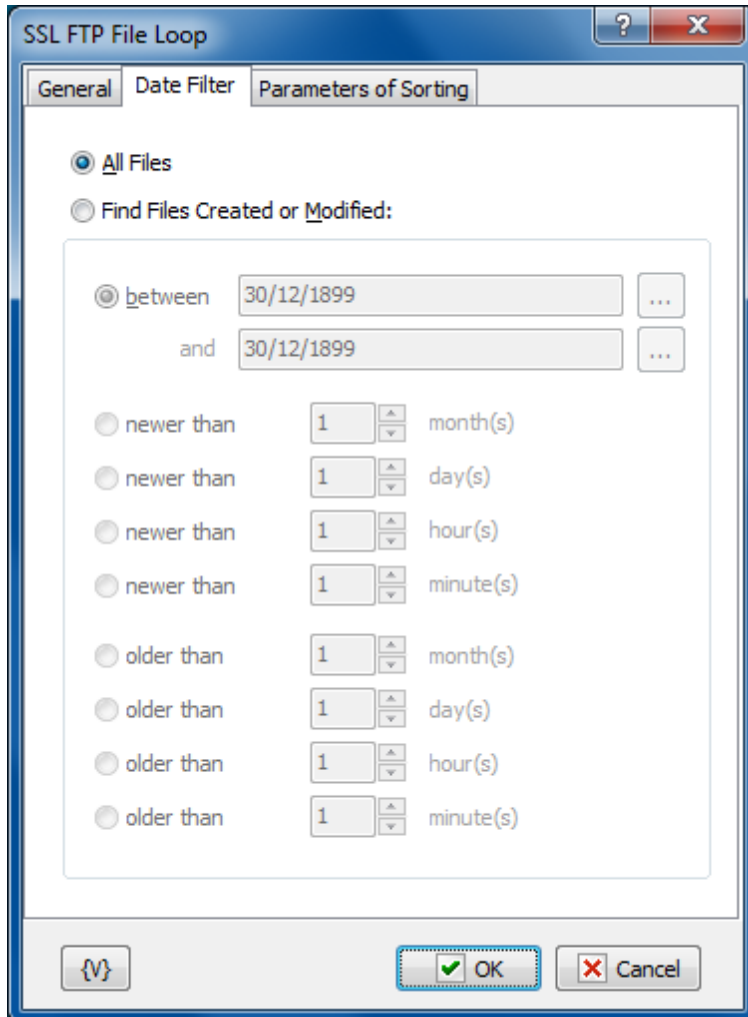 SSL FTP File Loop
?
General Date Filter Parameters of Sorting
All Files
Find Files Created or Modified:
between 30/12/1899 ...
and 30/12/1899 ...
newer than 1 month(s)
newer than 1 day(s)
newer than 1 hour(s)
newer than 1 minute(s)
older than 1 month(s)
older than 1 day(s)
older than 1 hour(s)
older than 1 minute(s)
{V} OK Cancel